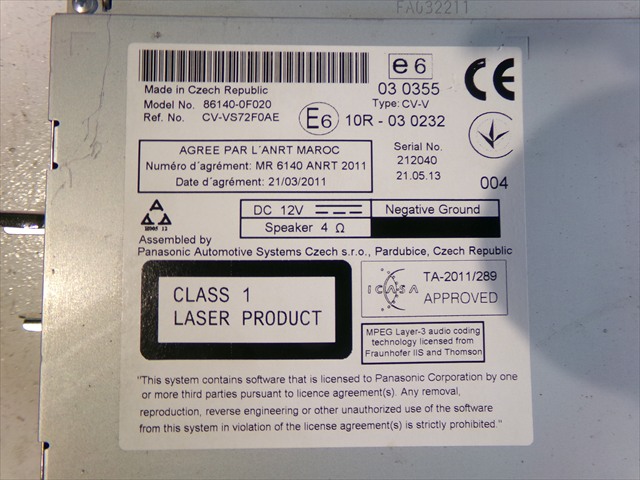 FA032211
Made in Czech Republic
Model No. 86140-0F020
Ref. No. CV-VS72F0AE
e6
03 0355
Type: CV-V
CE
E6 10R - 03 0232
AGREE PAR L´ANRT MAROC
Numéro d´agrément: MR 6140 ANRT 2011
Date d´agrément: 21/03/2011
Serial No.
212040
21.05.13
004
DC 12V Negative Ground
Speaker 4 Ω
Assembled by
Panasonic Automotive Systems Czech s.r.o., Pardubice, Czech Republic
CLASS 1
LASER PRODUCT
ICASA
TA-2011/289
APPROVED
MPEG Layer-3 audio coding
technology licensed from
Fraunhofer IIS and Thomson
"This system contains software that is licensed to Panasonic Corporation by one
or more third parties pursuant to licence agreement(s). Any removal,
reproduction, reverse engineering or other unauthorized use of the software
from this system in violation of the license agreement(s) is strictly prohibited."